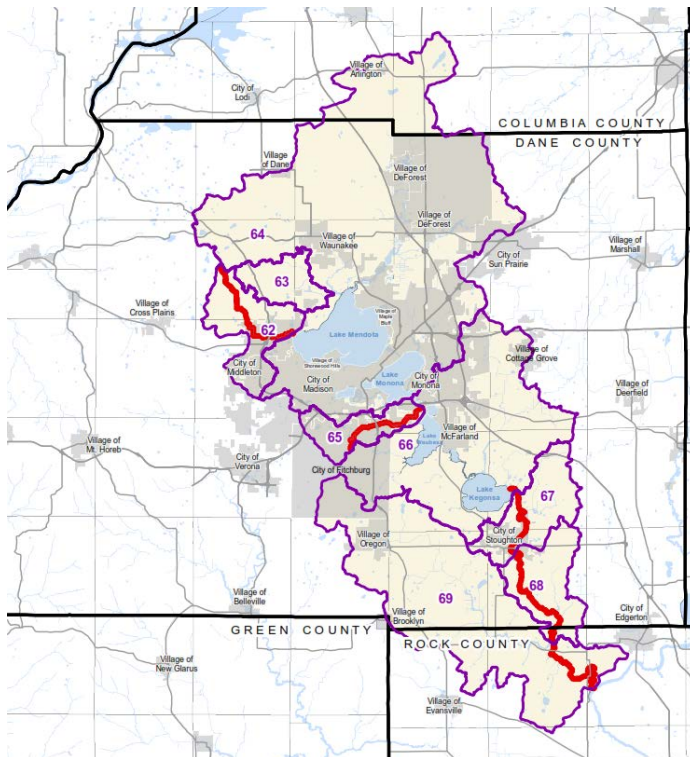 Village of
Arlington
City of
Lodi
COLUMBIA COUNTY
DANE COUNTY
Village
of Dane
Village of
DeForest
Village of
DeForest
64
Village of
Waunakee
Village of
Marshall
City of
Sun Prairie
63
Village of
Cross Plains
62
Village of
Maple
Bluff
Lake Mendota
Village of
Cottage Grove
City of
Middleton
Village of
Shorewood Hills
City of
Madison
Lake
Monona
City of
Monona
Village of
Deerfield
65
66
Village of
McFarland
Village of
Mt. Horeb
City of
Verona
Lake
Waubesa
City of Fitchburg
Lake
Kegonsa
67
City of
Stoughton
Village of
Oregon
68
Village of
Belleville
69
Village of
Brooklyn
City of
Edgerton
GREEN COUNTY
ROCK COUNTY
Village of
New Glarus
Village of
Evansville